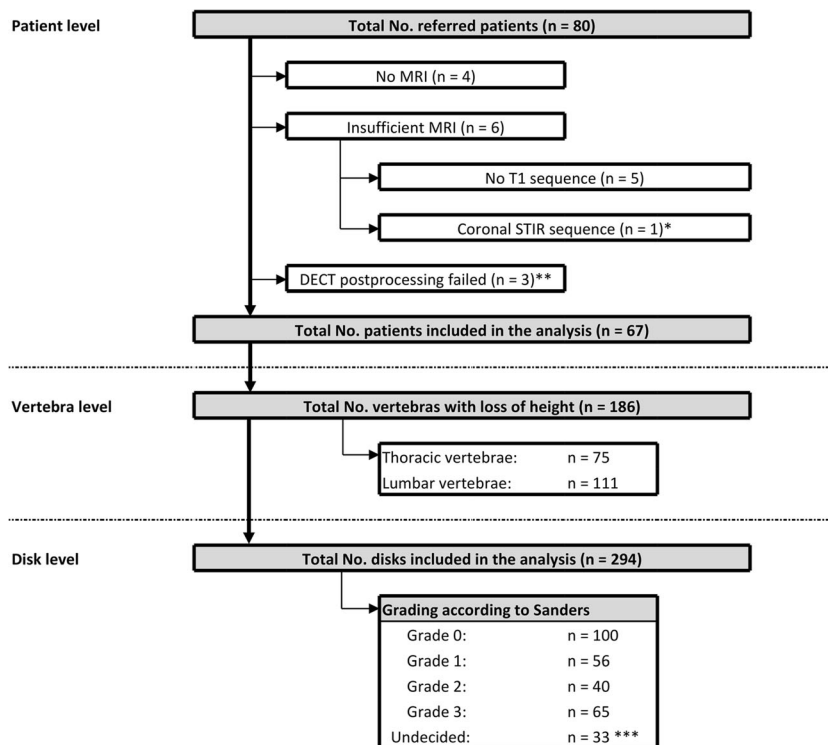 Patient level
Total No. referred patients (n = 80)
No MRI (n = 4)
Insufficient MRI (n = 6)
No T1 sequence (n = 5)
Coronal STIR sequence (n = 1)*
DECT postprocessing failed (n = 3)**
Total No. patients included in the analysis (n = 67)
Vertebra level
Total No. vertebras with loss of height (n = 186)
Thoracic vertebrae: n = 75
Lumbar vertebrae: n = 111
Disk level
Total No. disks included in the analysis (n = 294)
Grading according to Sanders
Grade 0: n = 100
Grade 1: n = 56
Grade 2: n = 40
Grade 3: n = 65
Undecided: n = 33 ***